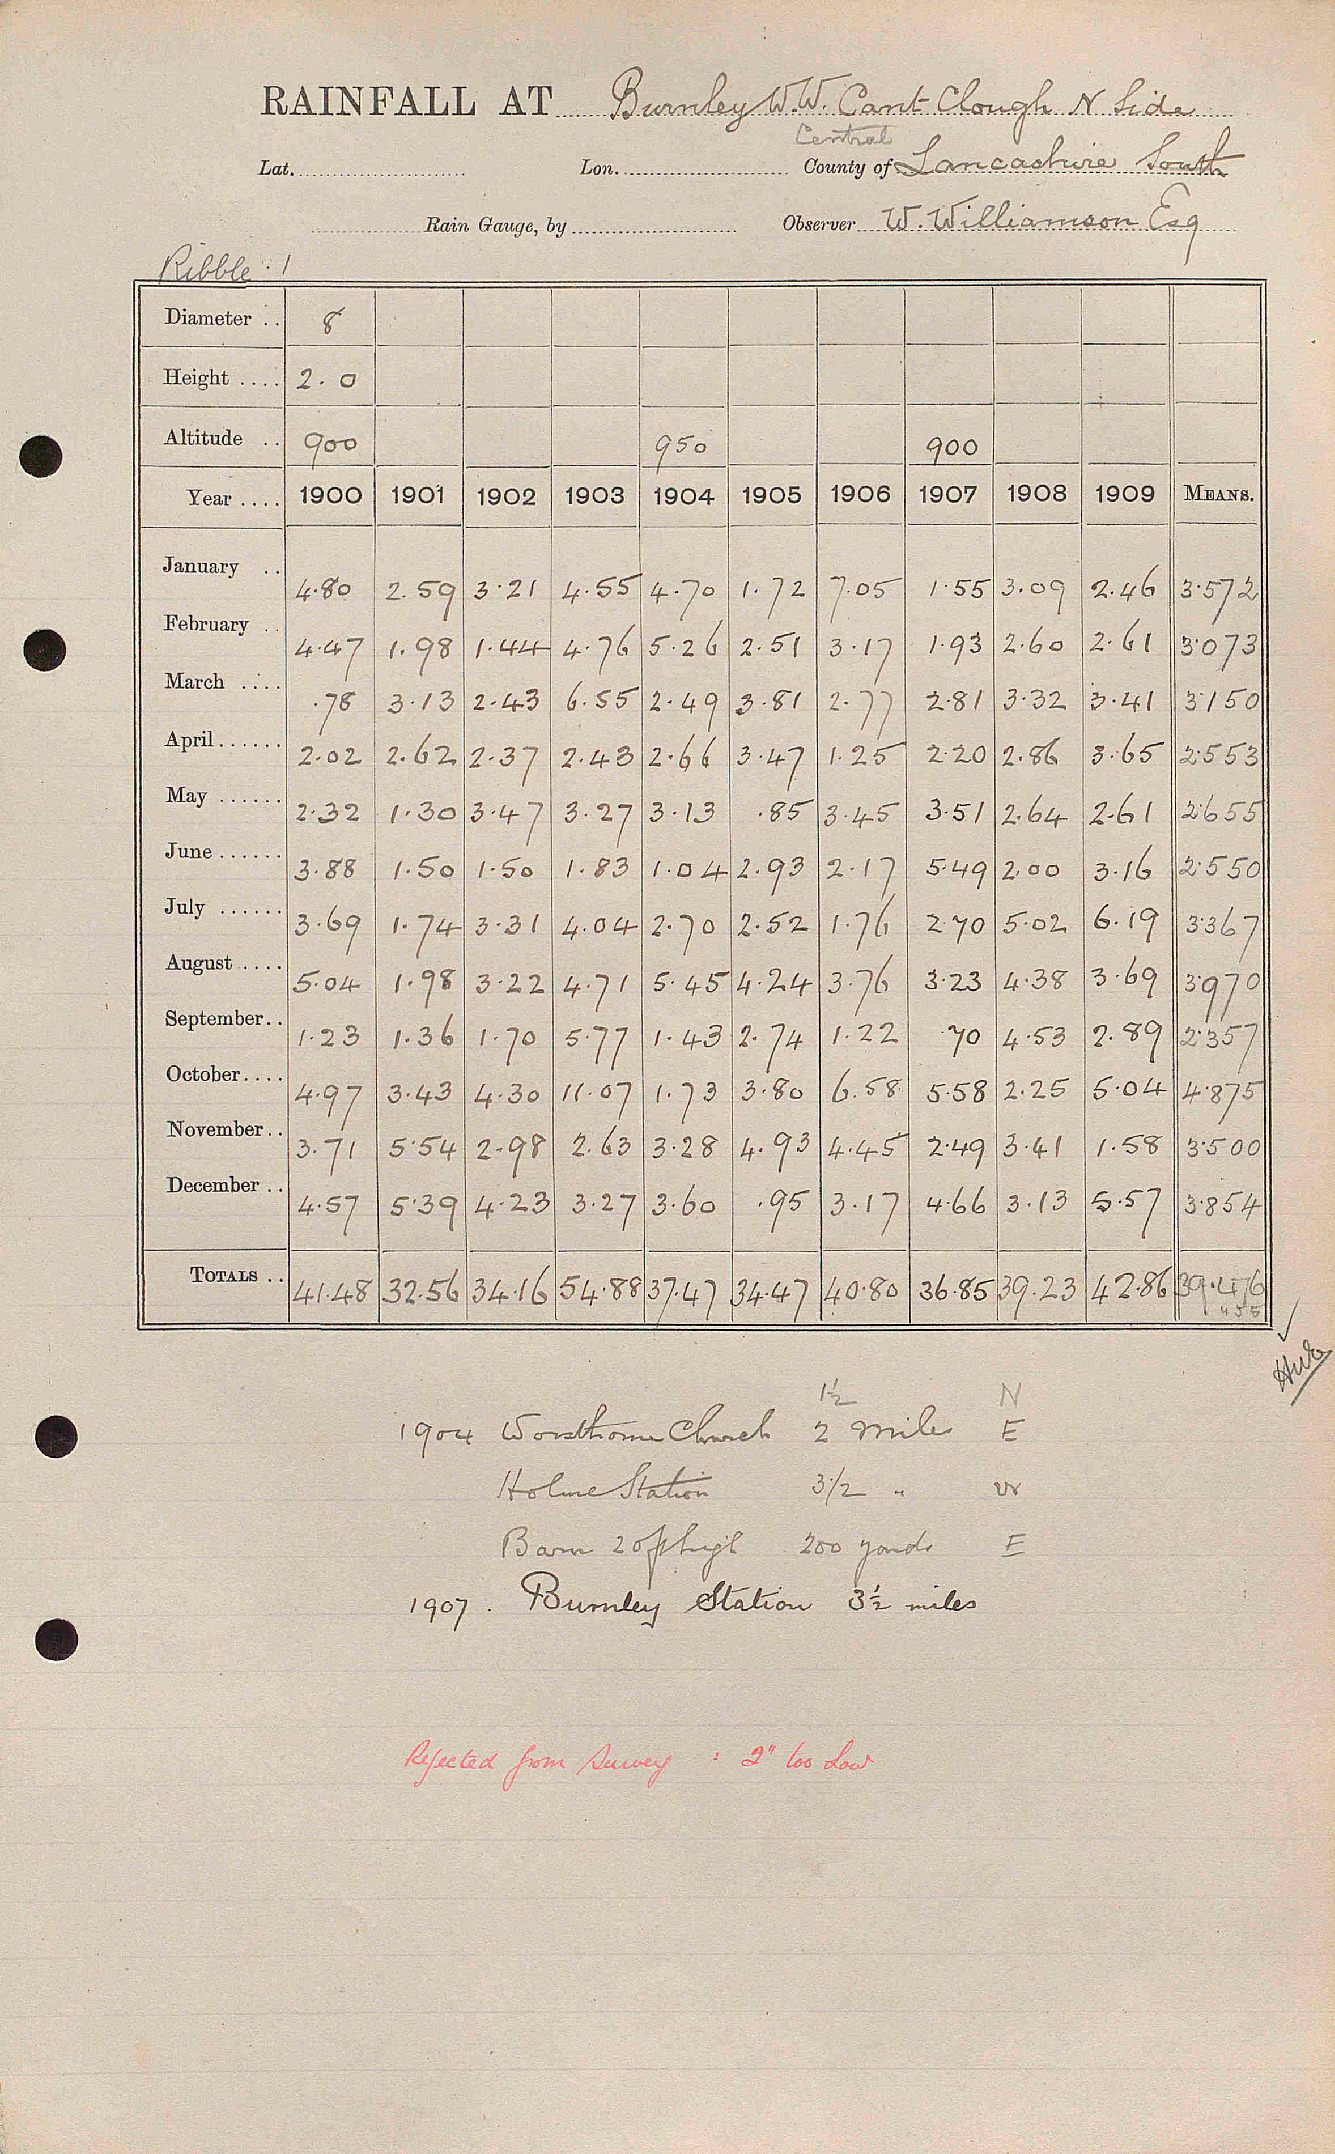 RAINFALL AT Burnley W.W. Cant Clough N Side
Central
Lat. Lon. County of Lancashire South
Rain Gauge, by Observer W. Williamson Esq
Ribble. 1
Diameter .. 8
Height .... 2.0
Altitude .. 900 950 900
Year .... 1900 1901 1902 1903 1904 1905 1906 1907 1908 1909 MEANS.
January .. 4.80 2.59 3.21 4.55 4.70 1.72 7.05 1.55 3.09 2.46 3.572
February .. 4.47 1.98 1.44 4.76 5.26 2.51 3.17 1.93 2.60 2.61 3.073
March .... .78 3.13 2.43 6.55 2.49 3.81 2.77 2.81 3.32 3.41 3.150
April ...... 2.02 2.62 2.37 2.43 2.66 3.47 1.25 2.20 2.86 3.65 2.553
May ...... 2.32 1.30 3.47 3.27 3.13 .85 3.45 3.51 2.64 2.61 2.655
June ...... 3.88 1.50 1.50 1.83 1.04 2.93 2.17 5.49 2.00 3.16 2.550
July ...... 3.69 1.74 3.31 4.04 2.70 2.52 1.76 2.70 5.02 6.19 3.367
August .... 5.04 1.98 3.22 4.71 5.45 4.24 3.76 3.23 4.38 3.69 3.970
September.. 1.23 1.36 1.70 5.77 1.43 2.74 1.22 .70 4.53 2.89 2.357
October.... 4.97 3.43 4.30 11.07 1.73 3.80 6.58 5.58 2.25 5.04 4.875
November.. 3.71 5.54 2.98 2.63 3.28 4.93 4.45 2.49 3.41 1.58 3.500
December .. 4.57 5.39 4.23 3.27 3.60 .95 3.17 4.66 3.13 5.57 3.854
TOTALS .. 41.48 32.56 34.16 54.88 37.47 34.47 40.80 36.85 39.23 42.86 39.476
1½ N
1904 Worsthorne Church 2 miles E
Holme Station 3½ " W
Barn 20 ft high 200 yards E
1907. Burnley Station 3½ miles
Rejected from Survey : 2" too low